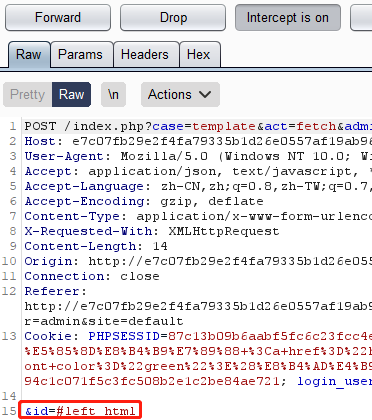 Forward Drop Intercept is on
Raw Params Headers Hex
Pretty Raw \n Actions
1 POST /index.php?case=template&act=fetch&admi
2 Host: e7c07fb29e2f4fa79335b1d26e0557af19ab96
3 User-Agent: Mozilla/5.0 (Windows NT 10.0; Wi
4 Accept: application/json, text/javascript, *
5 Accept-Language: zh-CN,zh;q=0.8,zh-TW;q=0.7,
6 Accept-Encoding: gzip, deflate
7 Content-Type: application/x-www-form-urlenco
8 X-Requested-With: XMLHttpRequest
9 Content-Length: 14
10 Origin: http://e7c07fb29e2f4fa79335b1d26e055
11 Connection: close
12 Referer:
http://e7c07fb29e2f4fa79335b1d26e0557af19ab9
r=admin&site=default
13 Cookie: PHPSESSID=87c13b09b6aabf5fc6c23fcc4e
%E5%85%8D%E8%B4%B9%E7%89%88+%3Ca+href%3D%22h
ont+color%3D%22green%22%3E%28%E8%B4%AD%E4%B9
94c1c071f5c3fc508b2e1c2be84ae721; login_user
14
15 &id=#left_html